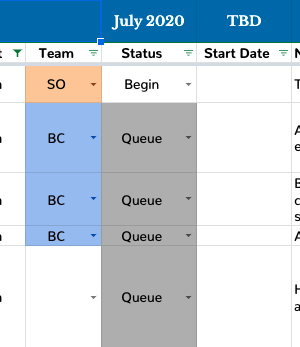 July 2020 TBD
t Team Status Start Date N
n SO Begin T
BC Queue A
n e
B
n BC Queue c
s
n BC Queue A
n Queue H
a